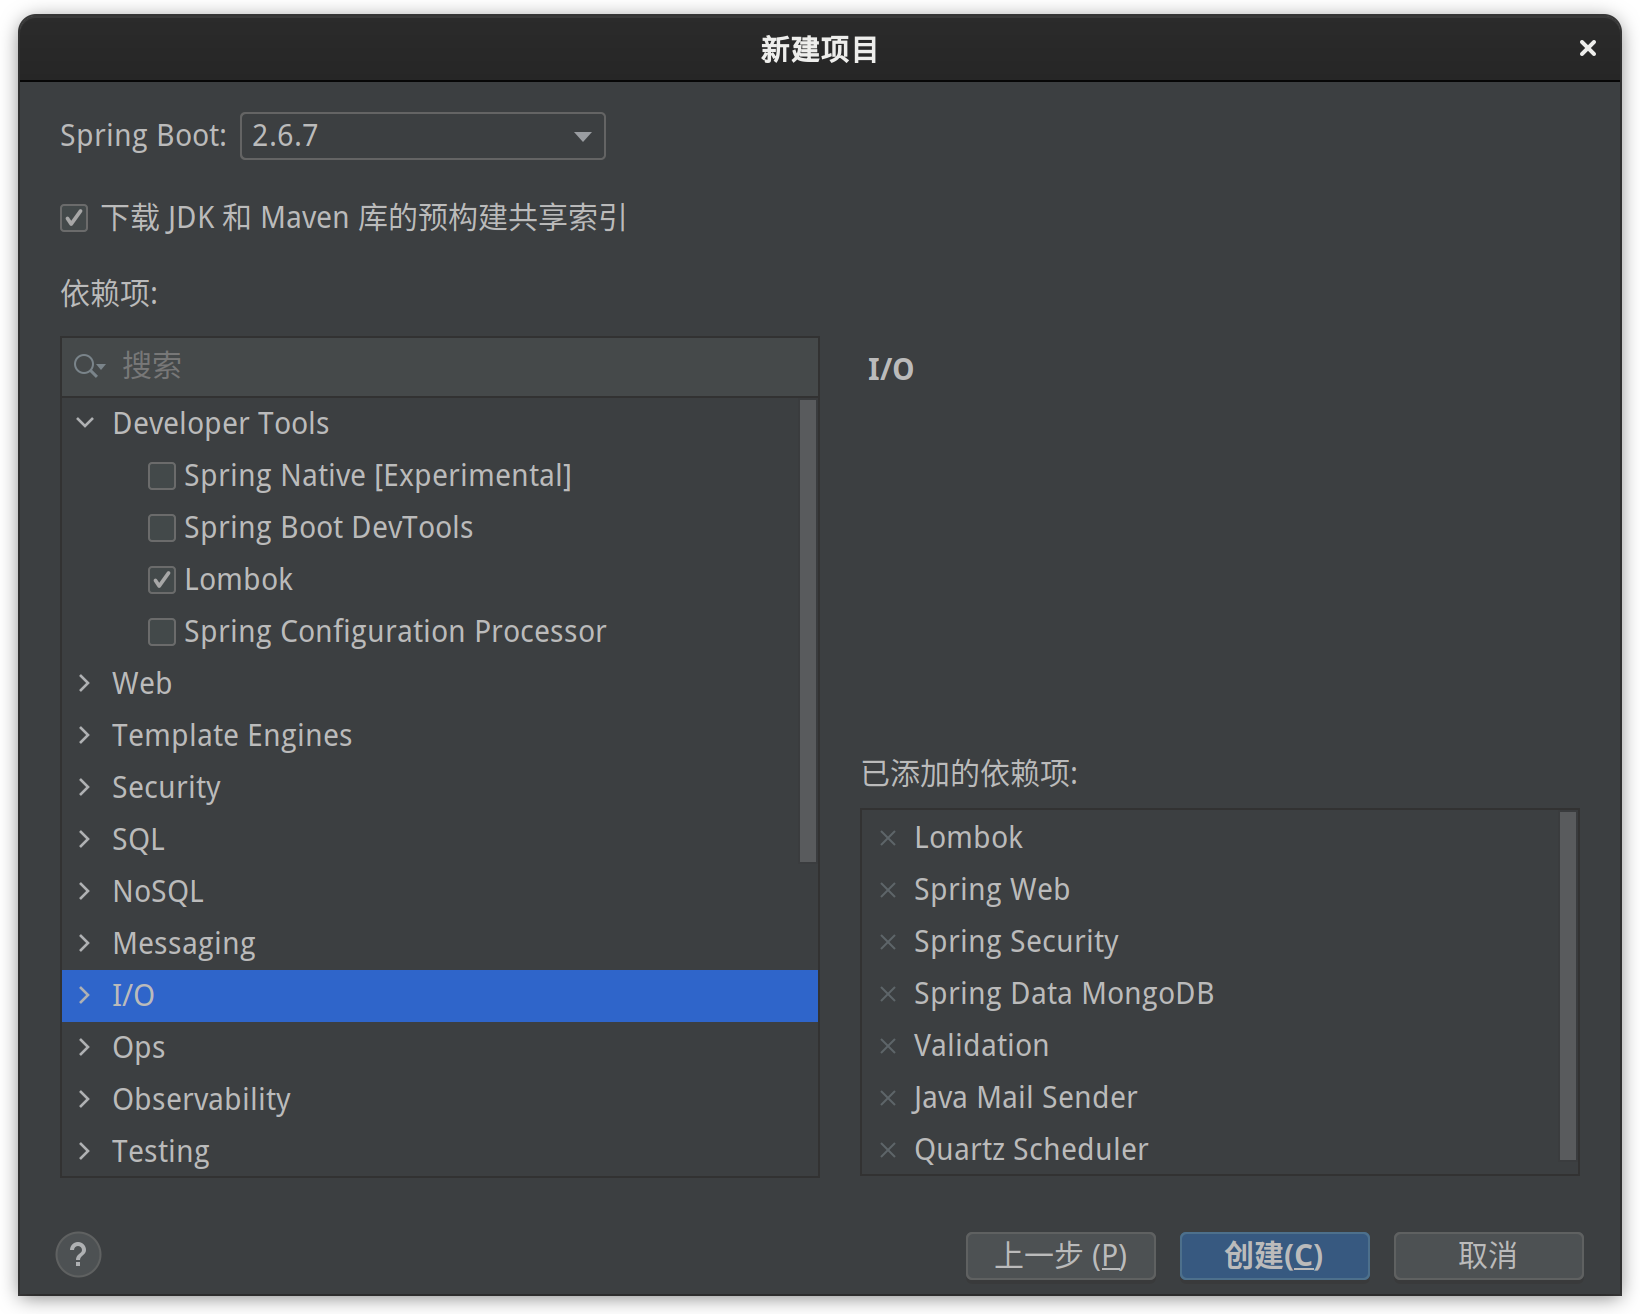 新建项目
Spring Boot: 2.6.7
下载 JDK 和 Maven 库的预构建共享索引
依赖项:
搜索
Developer Tools
Spring Native [Experimental]
Spring Boot DevTools
Lombok
Spring Configuration Processor
Web
Template Engines
Security
SQL
NoSQL
Messaging
I/O
Ops
Observability
Testing
I/O
已添加的依赖项:
Lombok
Spring Web
Spring Security
Spring Data MongoDB
Validation
Java Mail Sender
Quartz Scheduler
?
上一步 (P) 创建(C) 取消